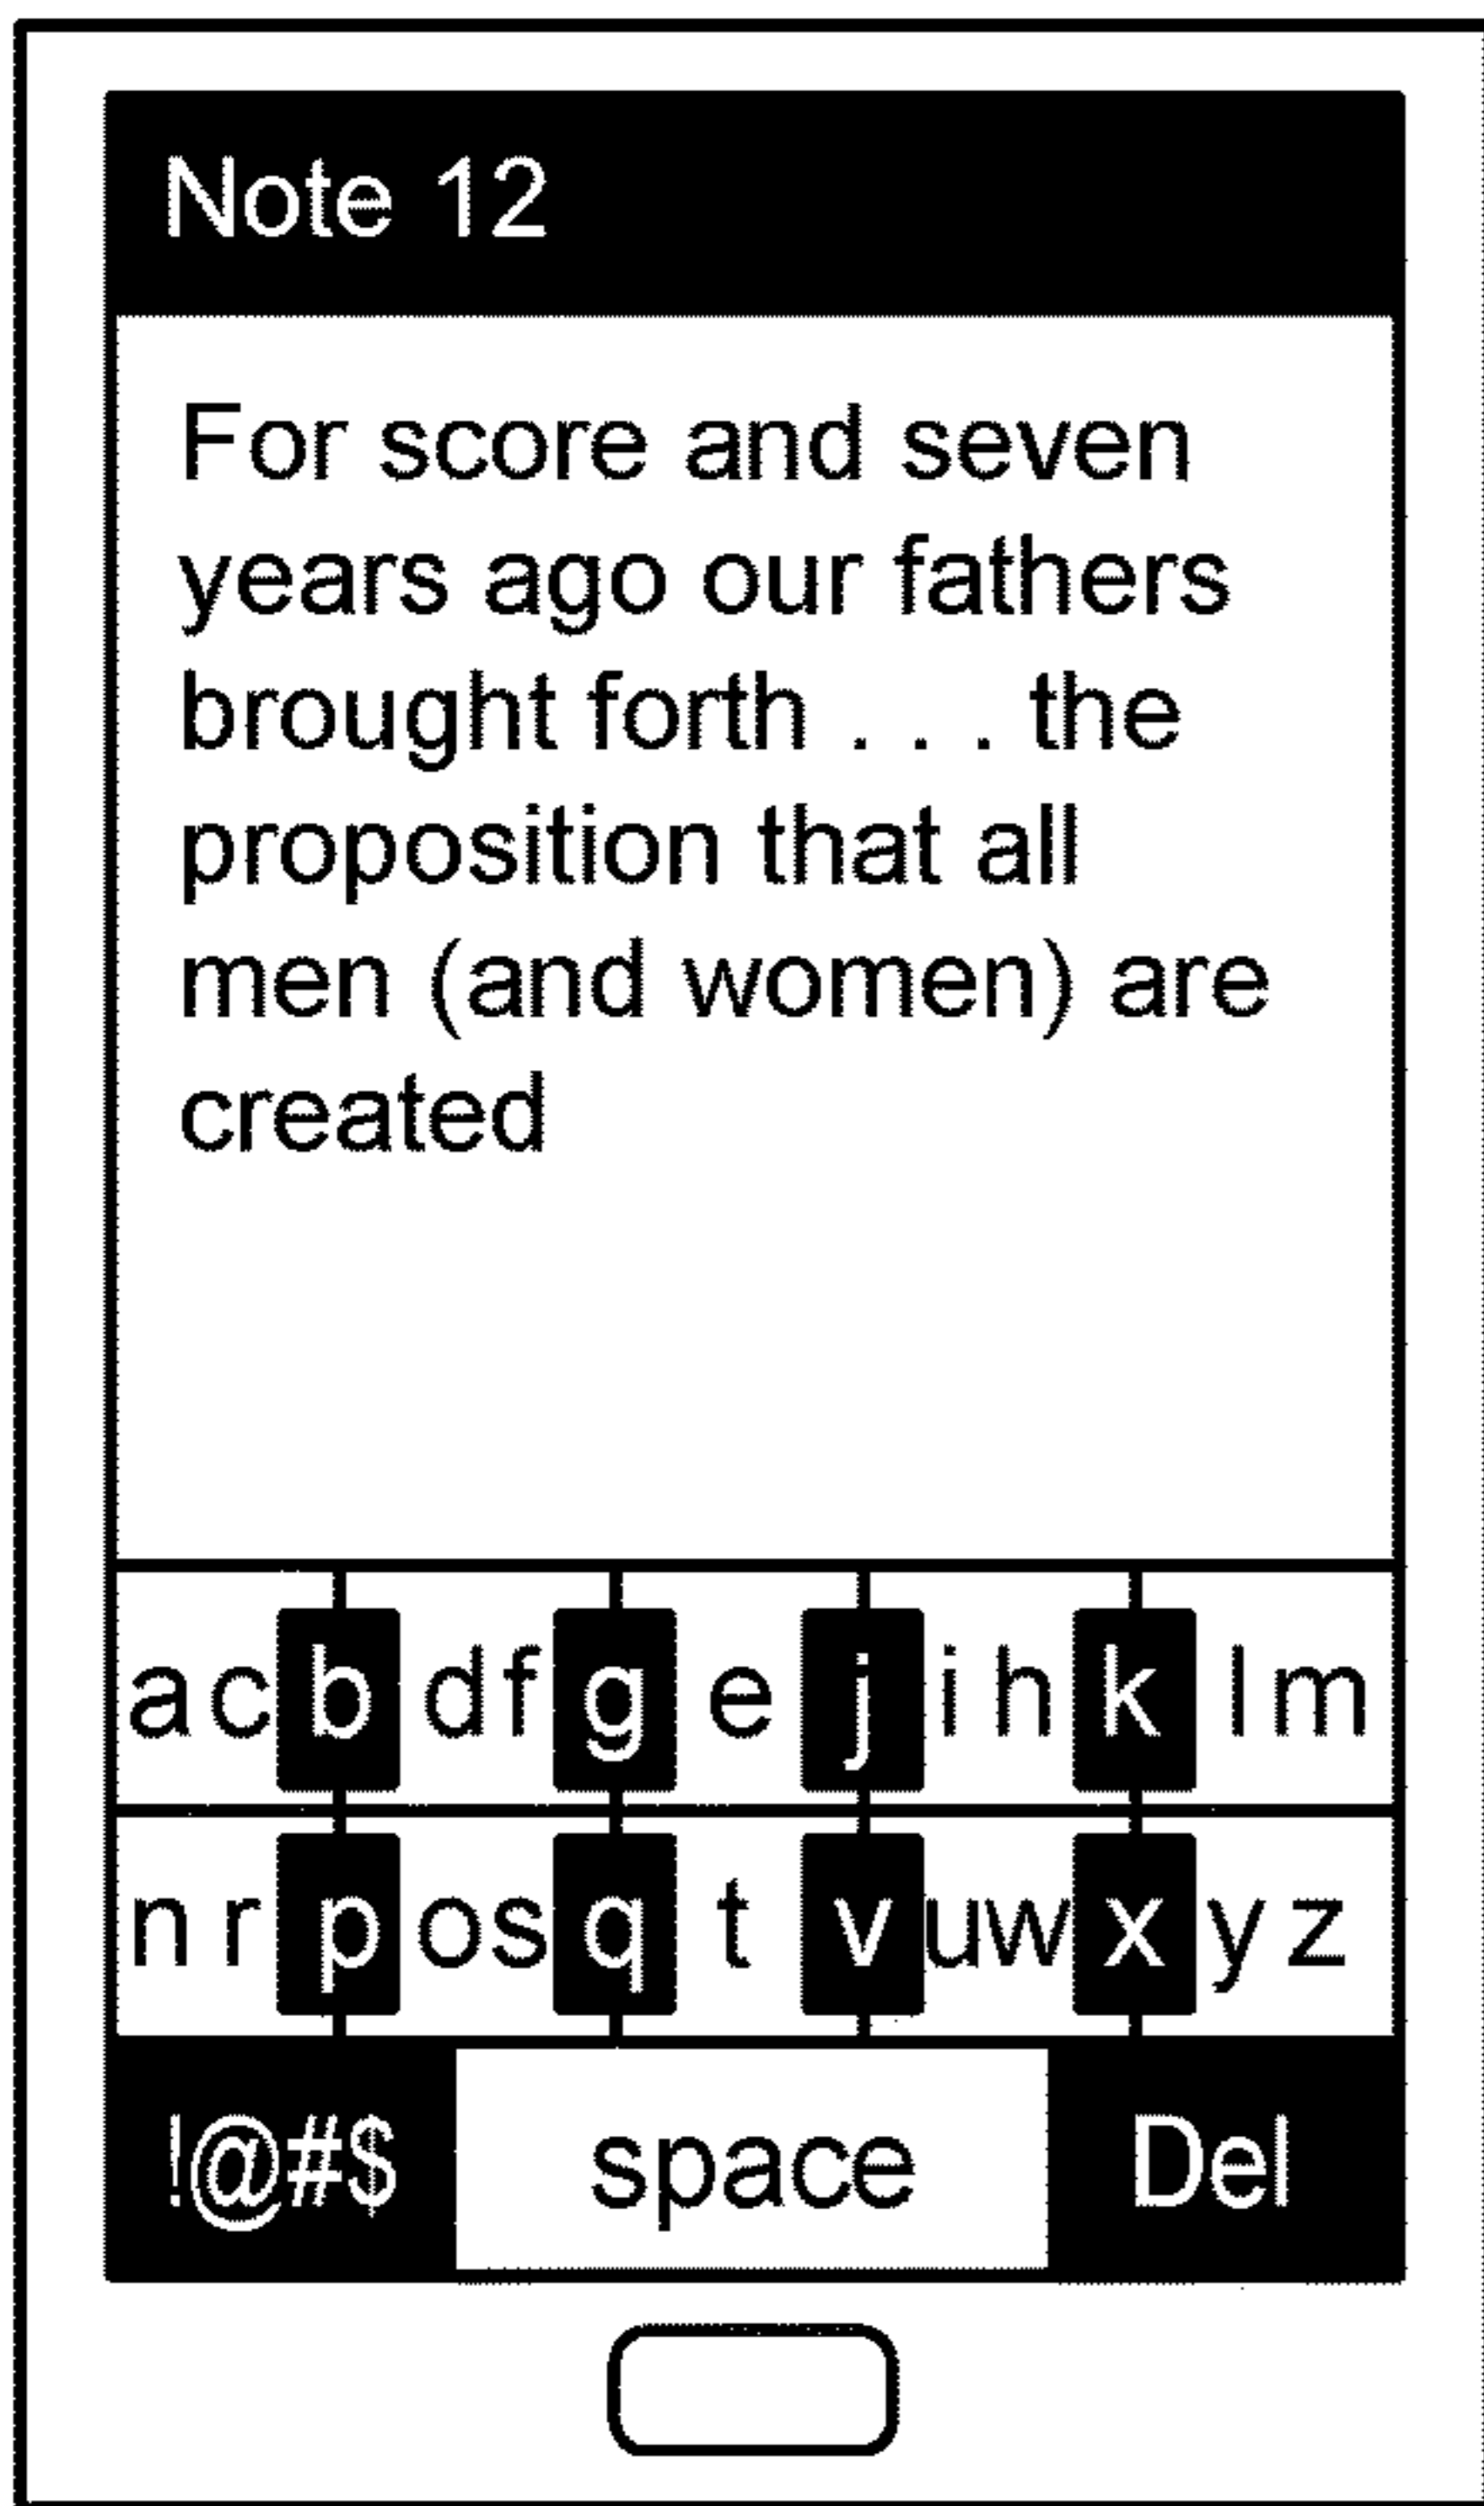 Note 12
For score and seven
years ago our fathers
brought forth . . . the
proposition that all
men (and women) are
created
a c b d f g e j i h k l m
n r p o s q t v u w x y z
!@#$ space Del